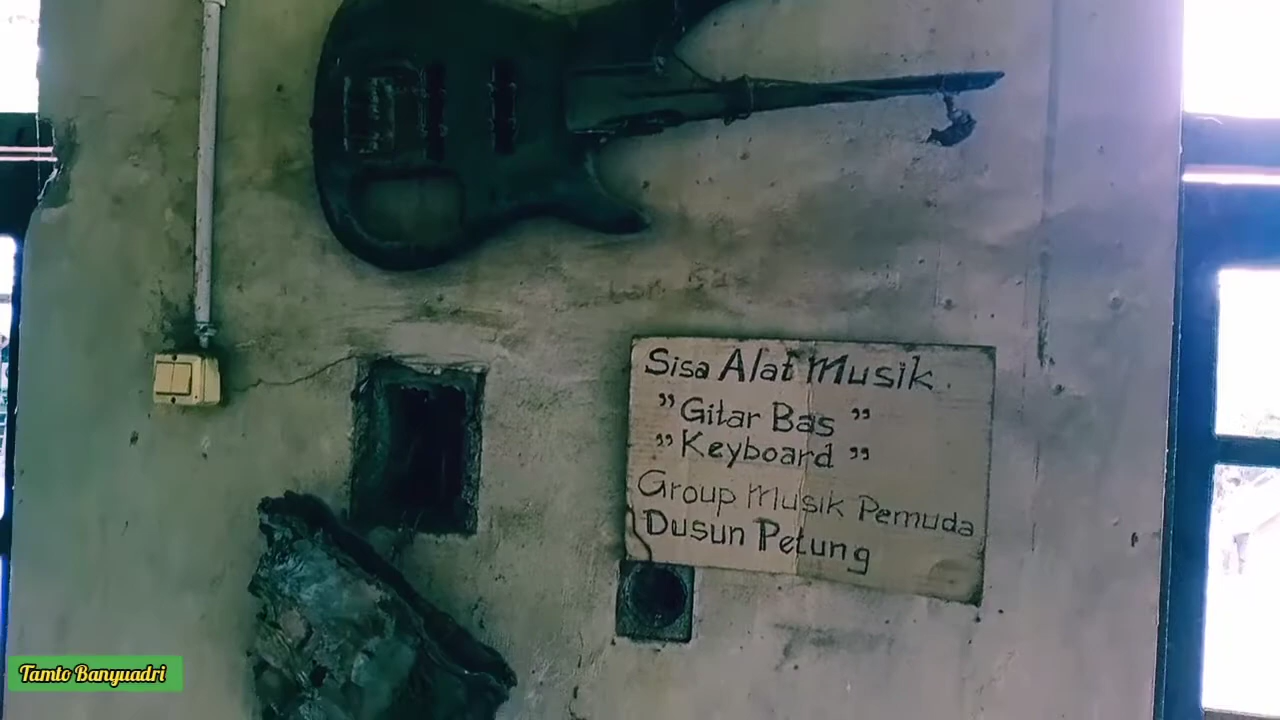 Sisa Alat Musik.
" Gitar Bas "
" Keyboard "
Group Musik Pemuda
Dusun Petung
Tamto Banyuadri